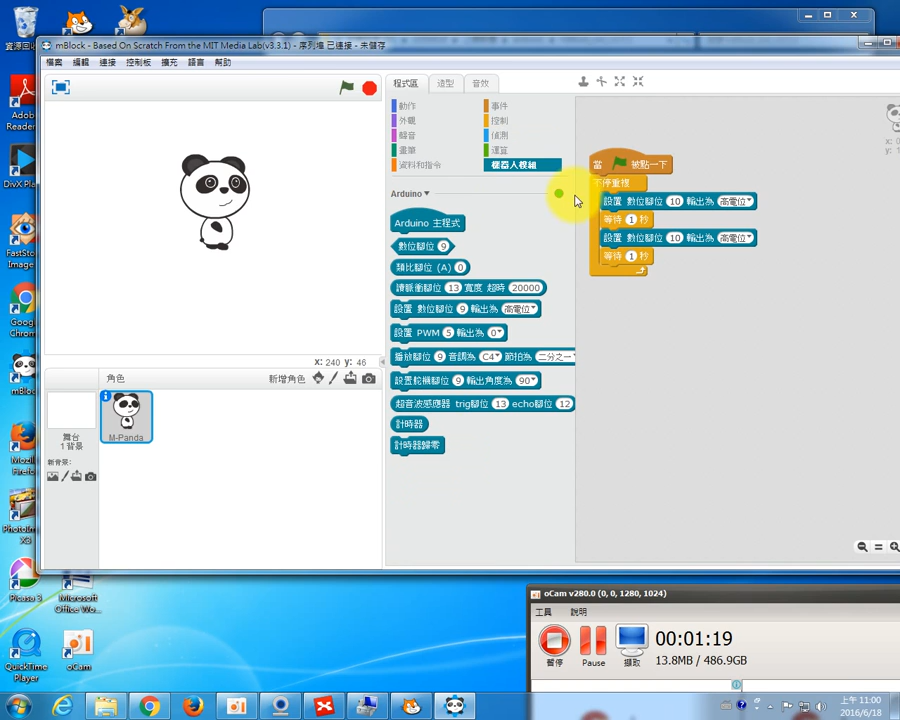 資源回收
mBlock - Based On Scratch From the MIT Media Lab(v3.3.1) - 序列埠 已連接 - 未儲存
檔案 編輯 連接 控制板 擴充 語言 幫助
程式區 造型 音效
動作 事件
外觀 控制
聲音 偵測
畫筆 運算
資料和指令 機器人模組
Arduino
Arduino 主程式
數位腳位 9
類比腳位 (A) 0
讀脈衝腳位 13 寬度 超時 20000
設置 數位腳位 9 輸出為 高電位
設置 PWM 5 輸出為 0
播放腳位 9 音調為 C4 節拍為 二分之一
設置舵機腳位 9 輸出角度為 90
超音波感應器 trig腳位 13 echo腳位 12
計時器
計時器歸零
當 被點一下
不停重複
設置 數位腳位 10 輸出為 高電位
等待 1 秒
設置 數位腳位 10 輸出為 高電位
等待 1 秒
x: 240 y: 46
角色 新增角色
M-Panda
舞台
1 背景
新背景:
Adob
Reader
DivX Pla
FastSto
Image
Goog
Chrom
mBloc
Mozil
Firefo
PhotoIm
X3
Picasa 3
Microsoft
Office Wo...
QuickTime
Player
oCam
oCam v280.0 (0, 0, 1280, 1024)
工具 說明
暫停 Pause 擷取
00:01:19
13.8MB / 486.9GB
上午 11:00
2016/6/18